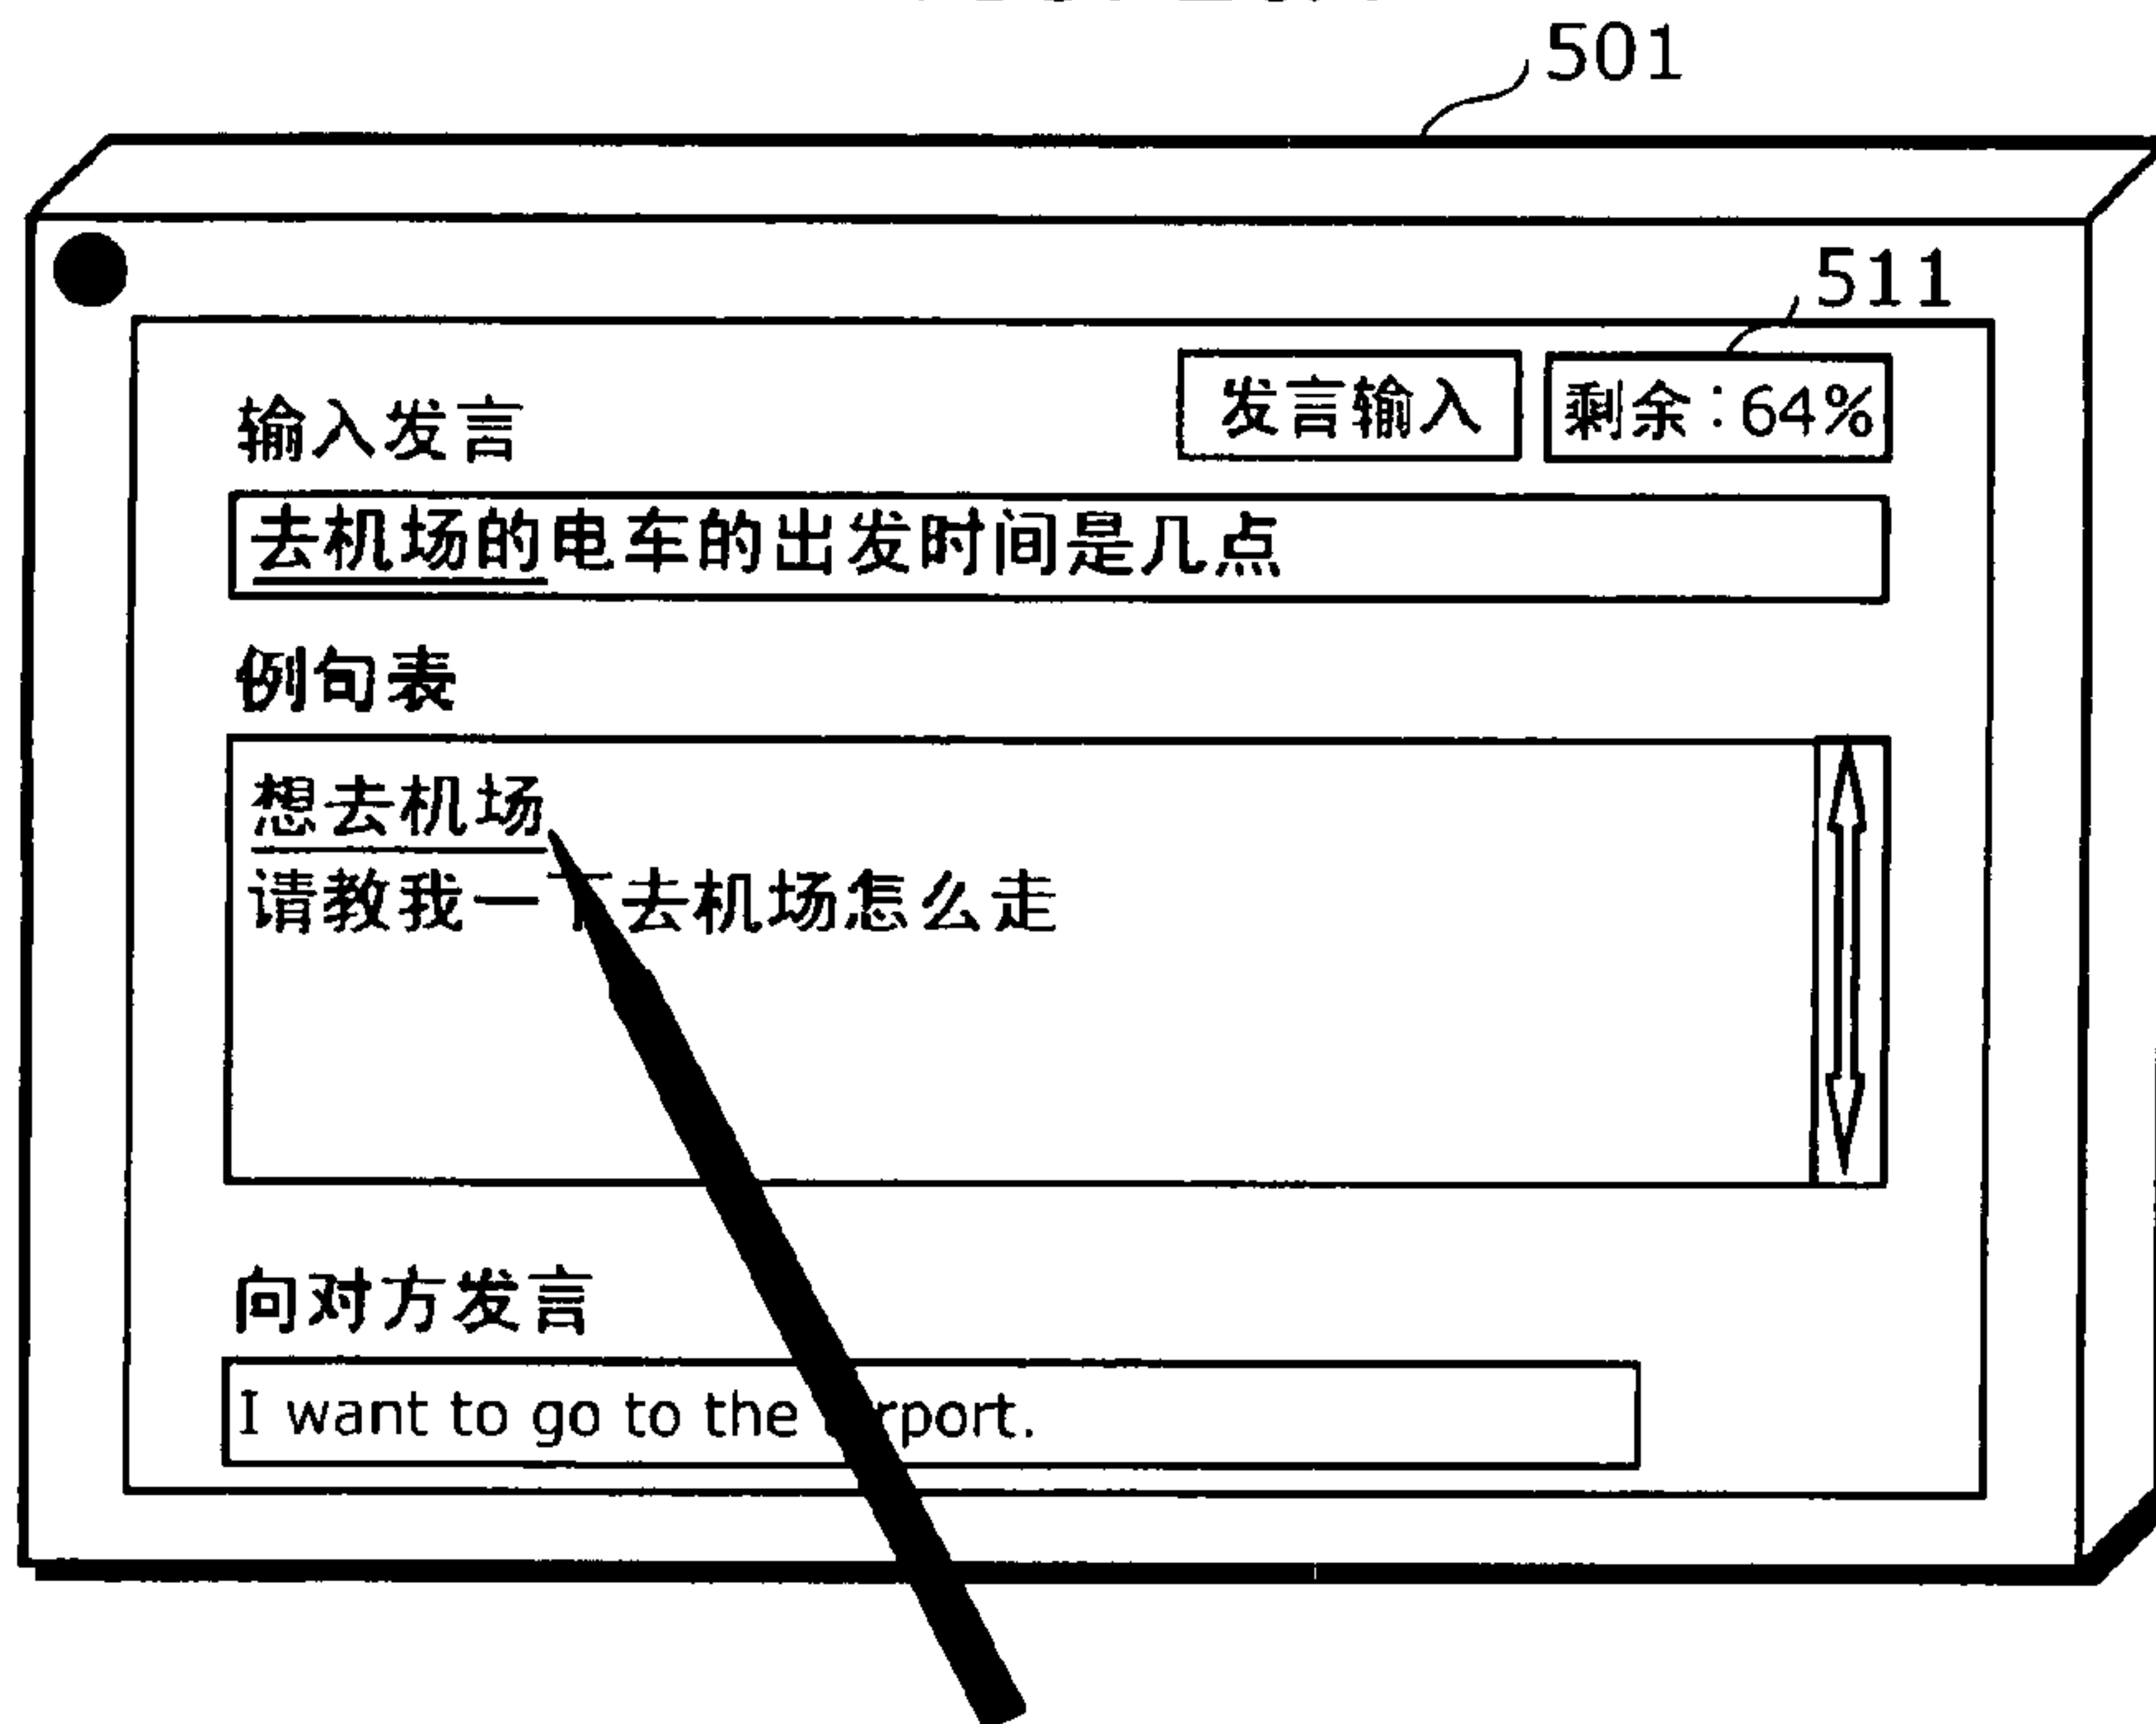 501
511
输入发言
发言输入
剩余:64%
去机场的电车的出发时间是几点
例句表
想去机场
请教我一下去机场怎么走
向对方发言
I want to go to the